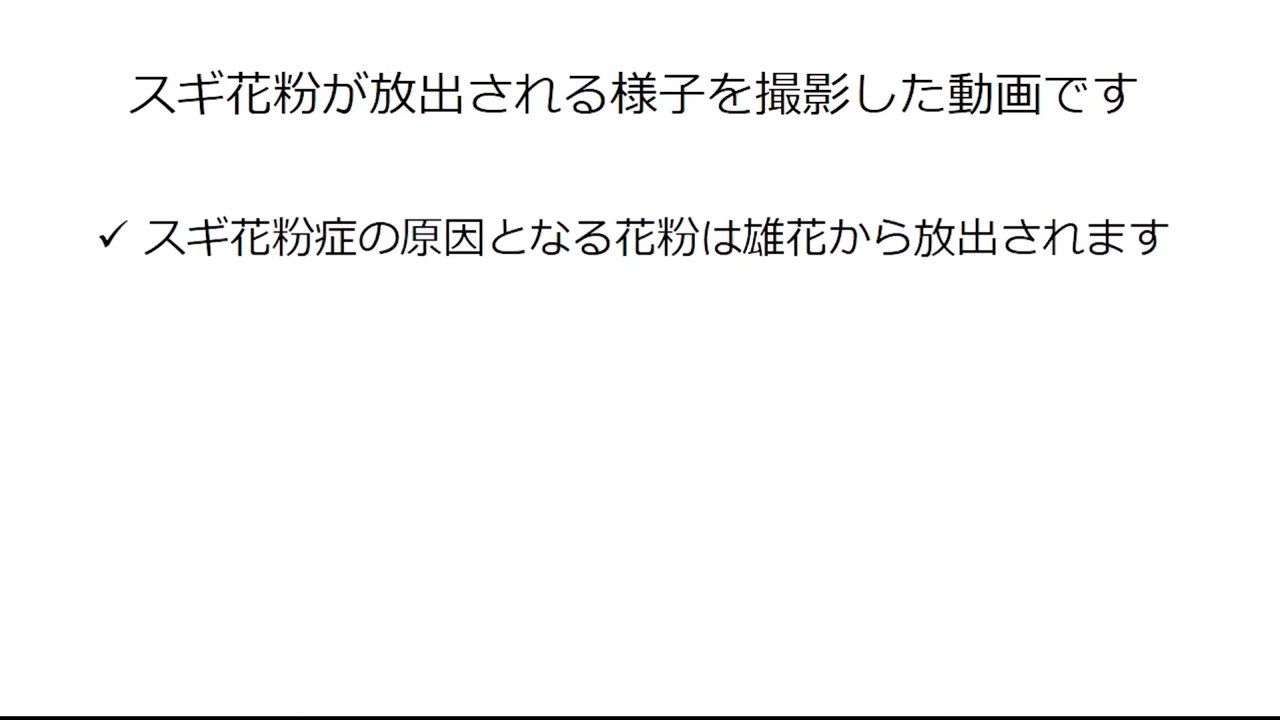 スギ花粉が放出される様子を撮影した動画です
✓ スギ花粉症の原因となる花粉は雄花から放出されます